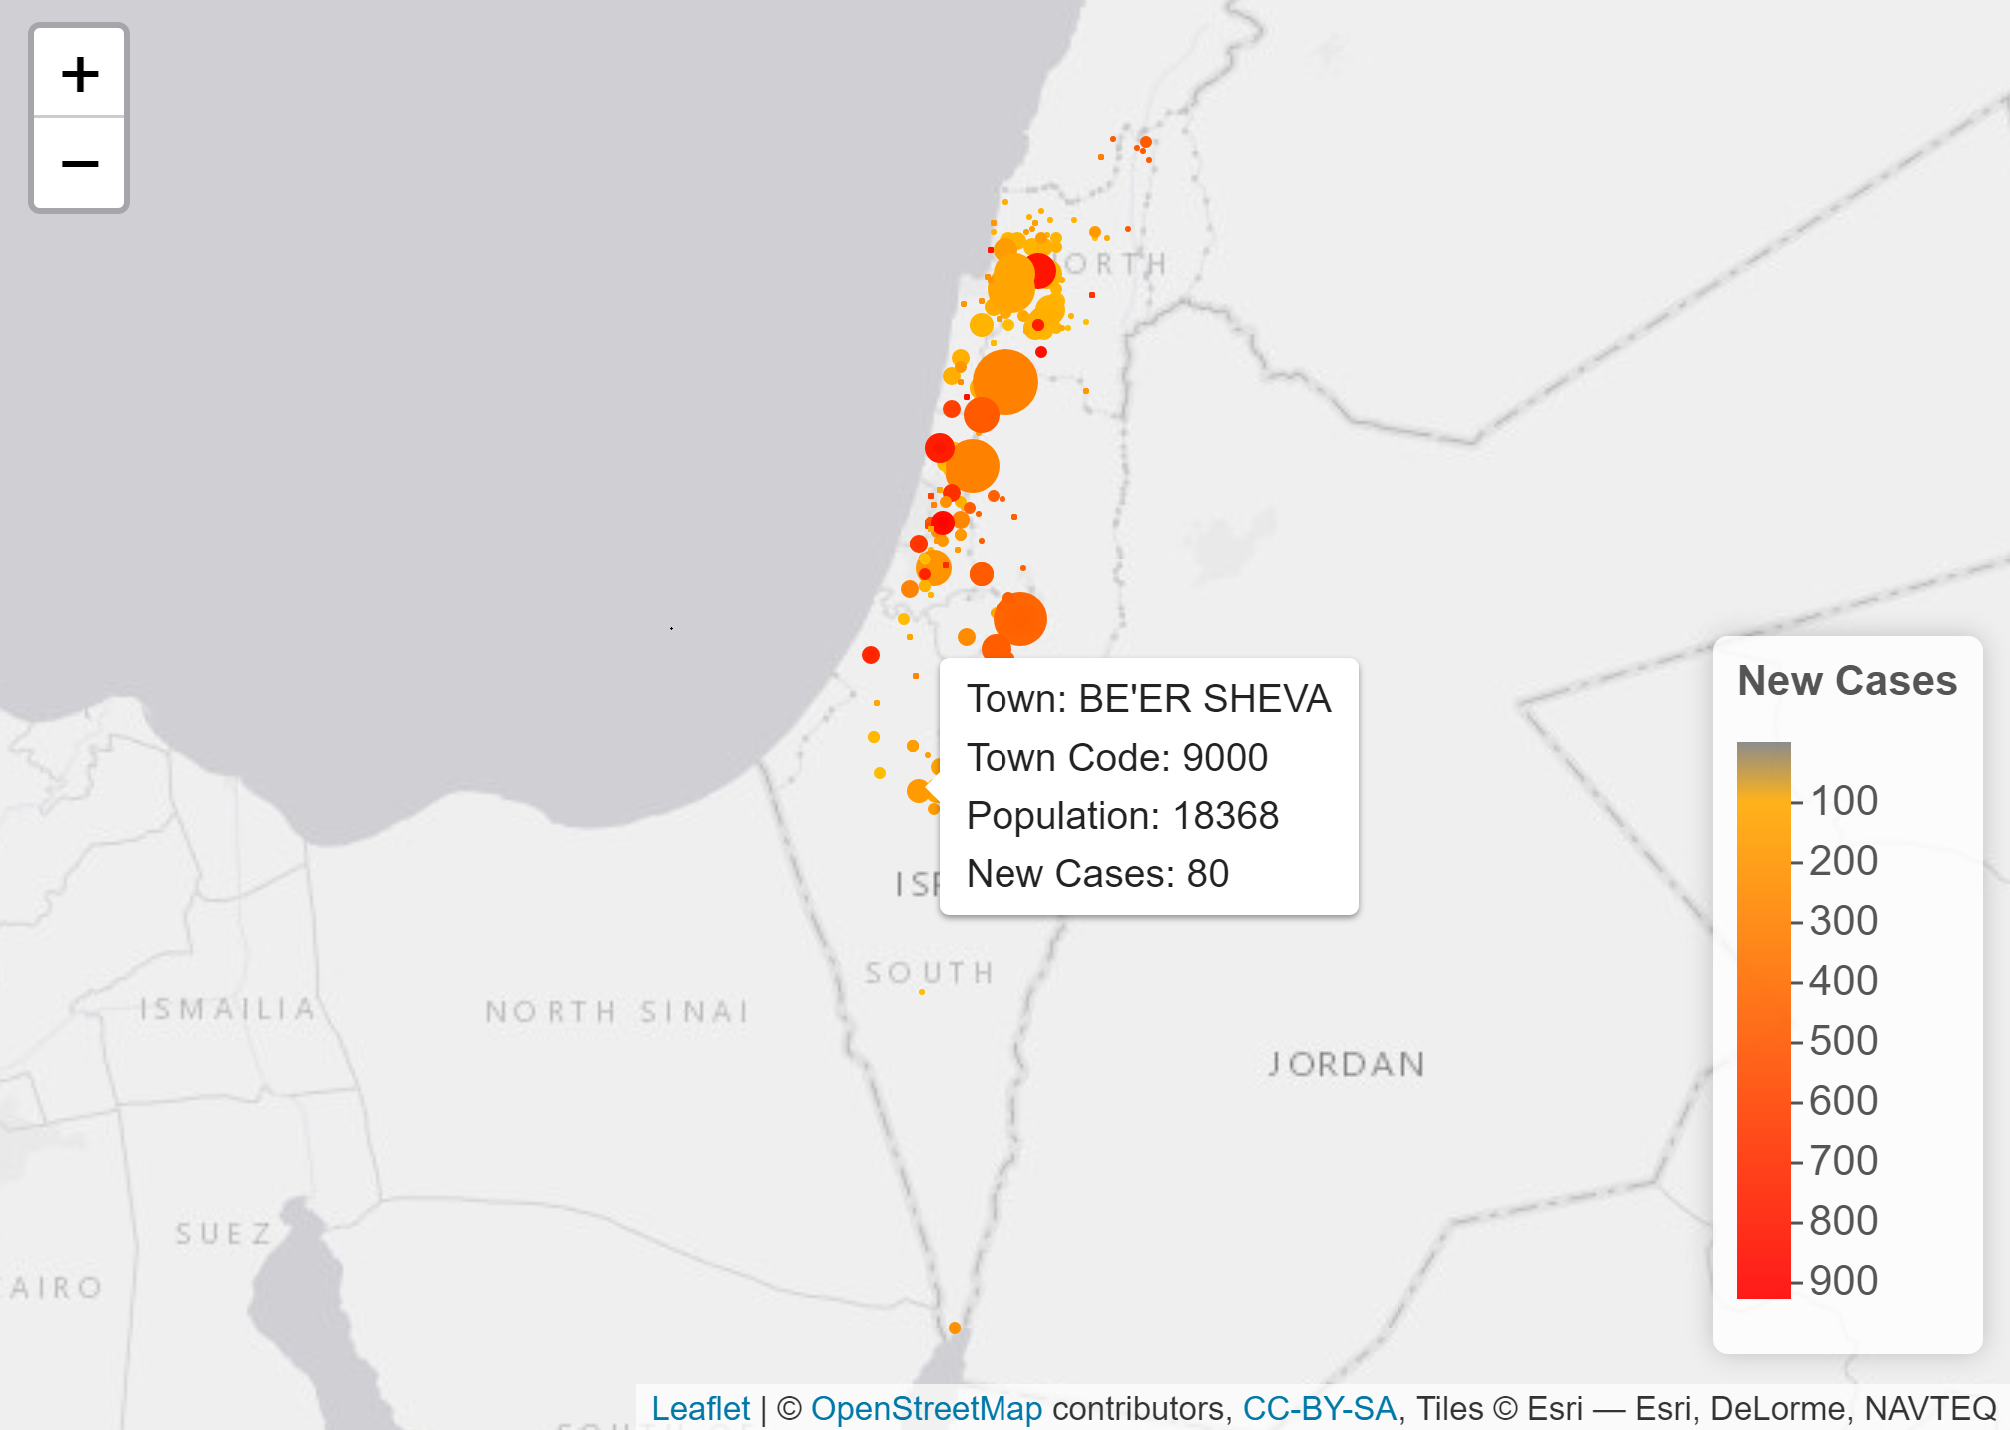 +
−
ORTH
Town: BE'ER SHEVA
Town Code: 9000
Population: 18368
New Cases: 80
New Cases
100
200
300
400
500
600
700
800
900
IS
SOUTH
ISMAILIA
NORTH SINAI
JORDAN
SUEZ
AIRO
Leaflet | © OpenStreetMap contributors, CC-BY-SA, Tiles © Esri — Esri, DeLorme, NAVTEQ